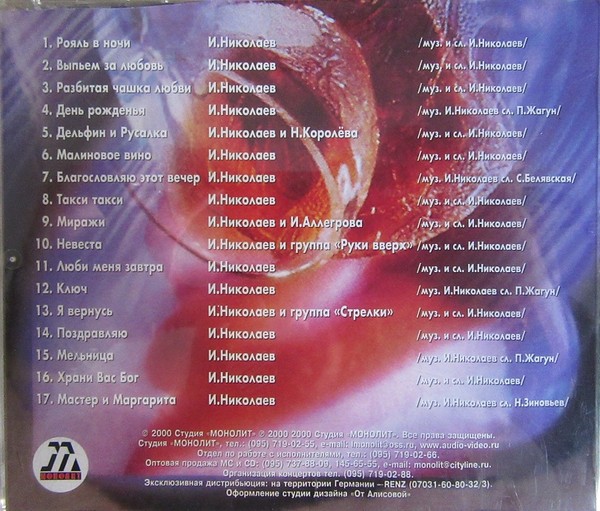 1. Рояль в ночи И.Николаев /муз. и сл. И.Николаев/
2. Выпьем за любовь И.Николаев /муз. и сл. И.Николаев/
3. Разбитая чашка любви И.Николаев /муз. и сл. И.Николаев/
4. День рожденья И.Николаев /муз. И.Николаев сл. П.Жагун/
5. Дельфин и Русалка И.Николаев и Н.Королёва /муз. и сл. И.Николаев/
6. Малиновое вино И.Николаев /муз. и сл. И.Николаев/
7. Благословляю этот вечер И.Николаев /муз. И.Николаев сл. С.Белявская/
8. Такси такси И.Николаев /муз. и сл. И.Николаев/
9. Миражи И.Николаев и И.Аллегрова /муз. и сл. И.Николаев/
10. Невеста И.Николаев и группа «Руки вверх» /муз. и сл. И.Николаев/
11. Люби меня завтра И.Николаев /муз. и сл. И.Николаев/
12. Ключ И.Николаев /муз. И.Николаев сл. П.Жагун/
13. Я вернусь И.Николаев и группа «Стрелки» /муз. и сл. И.Николаев/
14. Поздравляю И.Николаев /муз. и сл. И.Николаев/
15. Мельница И.Николаев /муз. И.Николаев сл. П.Жагун/
16. Храни Вас Бог И.Николаев /муз. и сл. И.Николаев/
17. Мастер и Маргарита И.Николаев /муз. И.Николаев сл. Н.Зиновьев/
© 2000 Студия «МОНОЛИТ» ℗ 2000 2000 Студия «МОНОЛИТ». Все права защищены.
Студия «МОНОЛИТ», тел.: (095) 719-02-55, e-mail: lmonolit@oss.ru, www.audio-video.ru
Отдел по работе с исполнителями, тел.: (095) 719-02-66.
Оптовая продажа МС и CD: (095) 737-88-09, 145-65-55, e-mail: monolit@cityline.ru.
Организация концертов тел. (095) 719-02-88.
Эксклюзивная дистрибьюция: на территории Германии – RENZ (07031-60-80-32/3).
Оформление студии дизайна «От Алисовой»
МОНОЛИТ